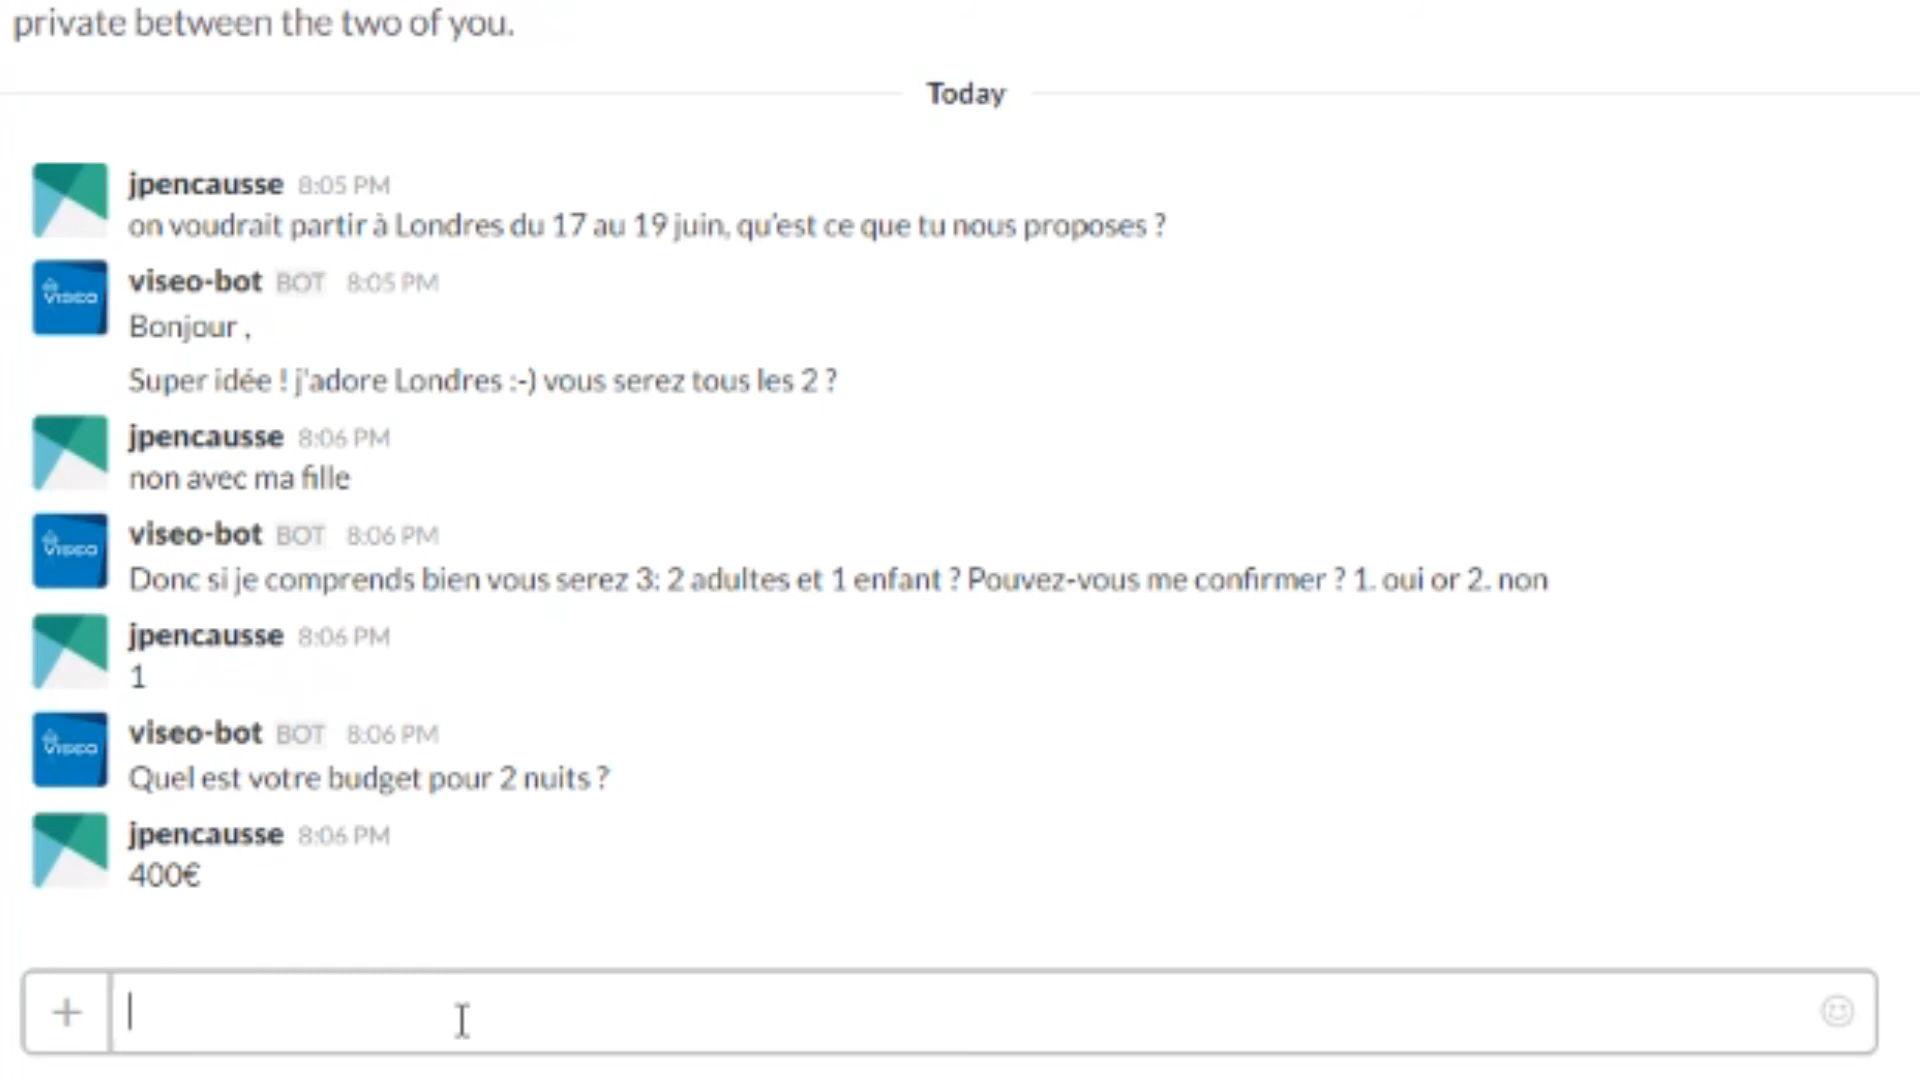 private between the two of you.
Today
jpencausse 8:05 PM
on voudrait partir à Londres du 17 au 19 juin, qu'est ce que tu nous proposes ?
viseo-bot BOT 8:05 PM
VISEO
Bonjour ,
Super idée ! j'adore Londres :-) vous serez tous les 2 ?
jpencausse 8:06 PM
non avec ma fille
viseo-bot BOT 8:06 PM
VISEO
Donc si je comprends bien vous serez 3: 2 adultes et 1 enfant ? Pouvez-vous me confirmer ? 1. oui or 2. non
jpencausse 8:06 PM
1
viseo-bot BOT 8:06 PM
VISEO
Quel est votre budget pour 2 nuits ?
jpencausse 8:06 PM
400€